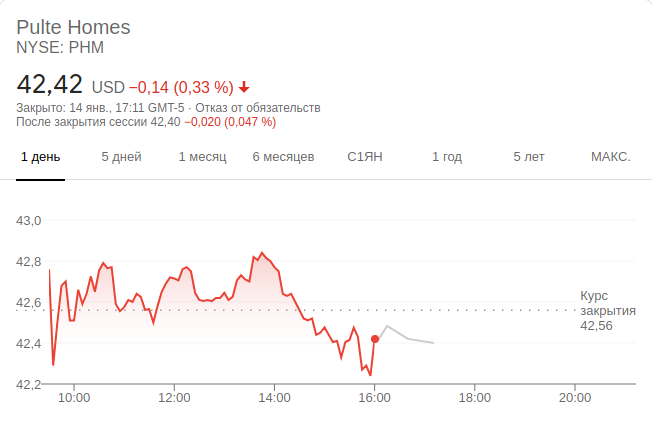 Pulte Homes
NYSE: PHM
42,42 USD −0,14 (0,33 %)
Закрыто: 14 янв., 17:11 GMT-5 · Отказ от обязательств
После закрытия сессии 42,40 −0,020 (0,047 %)
1 день 5 дней 1 месяц 6 месяцев С1ЯН 1 год 5 лет МАКС.
43,0
42,8
42,6
42,4
42,2
Курс
закрытия
42,56
10:00 12:00 14:00 16:00 18:00 20:00